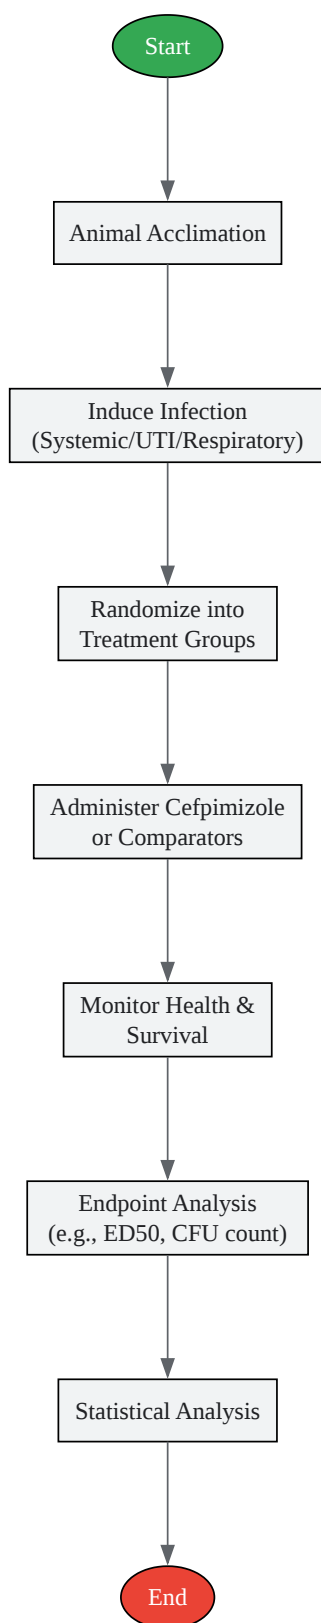 Start
Animal Acclimation
Induce Infection
(Systemic/UTI/Respiratory)
Randomize into
Treatment Groups
Administer Cefpimizole
or Comparators
Monitor Health &
Survival
Endpoint Analysis
(e.g., ED50, CFU count)
Statistical Analysis
End